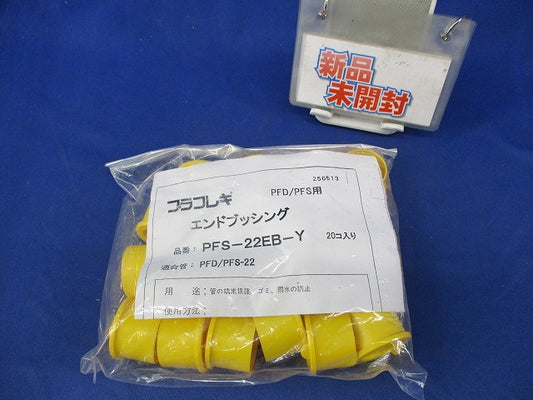 新品
未開封
250513
プラフレキ
PFD/PFS用
エンドブッシング
品番: PFS-22EB-Y 20コ入り
適合管: PFD/PFS-22
用 途: 管の端末保護、ゴミ、雨水の防止
使用方法: